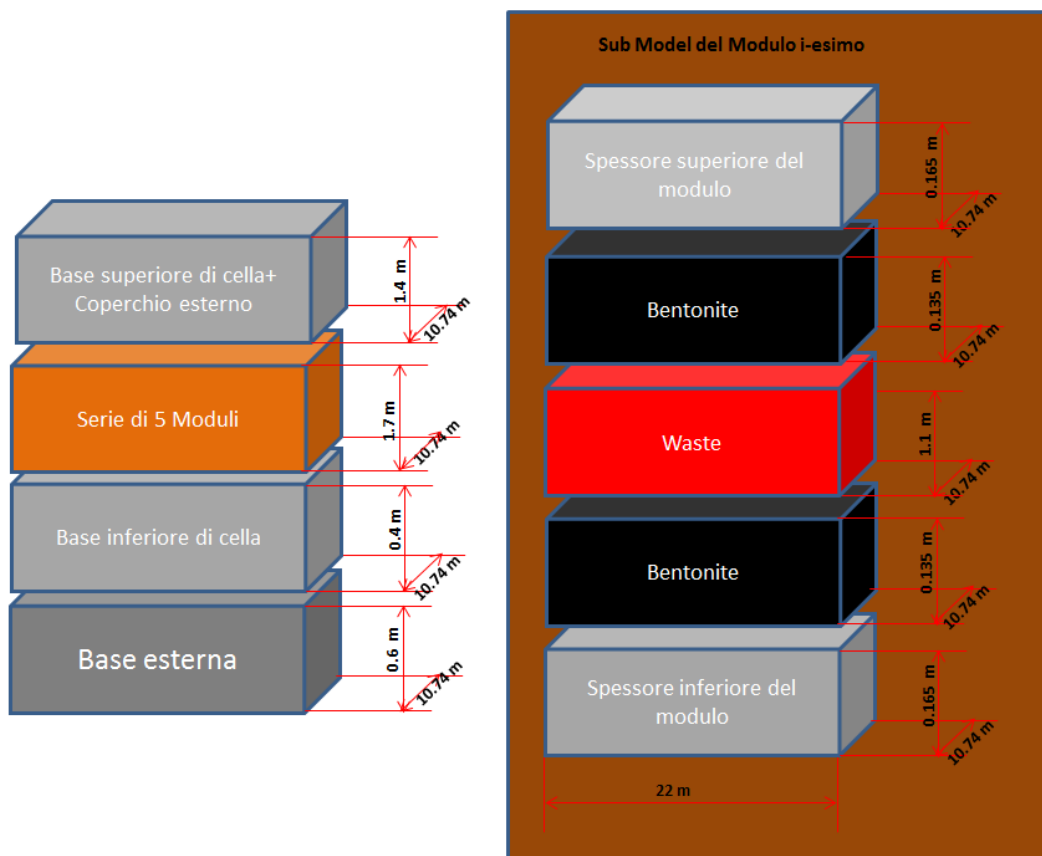 Base superiore di cella+
Coperchio esterno
1.4 m
10.74 m
Serie di 5 Moduli
1.7 m
10.74 m
Base inferiore di cella
0.4 m
10.74 m
Base esterna
0.6 m
10.74 m
Sub Model del Modulo i-esimo
Spessore superiore del
modulo
0.165 m
10.74 m
Bentonite
0.135 m
10.74 m
Waste
1.1 m
10.74 m
Bentonite
0.135 m
10.74 m
Spessore inferiore del
modulo
0.165 m
10.74 m
22 m